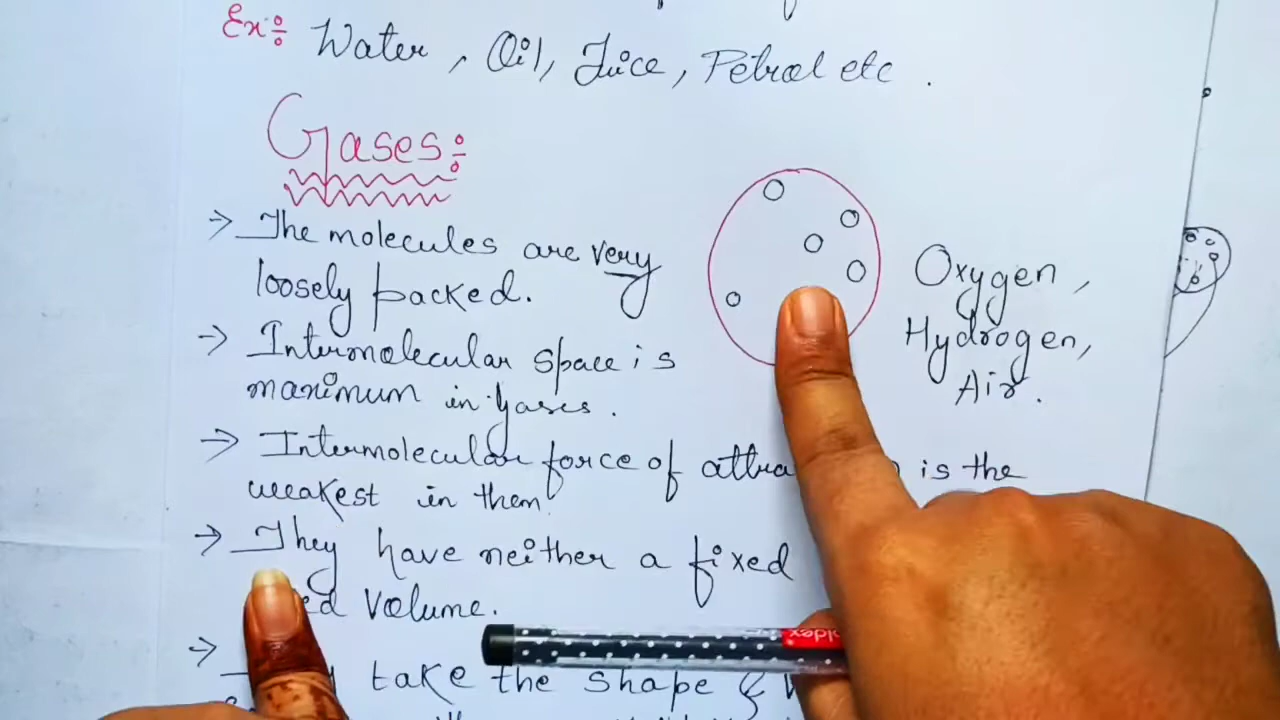 Ex:
Water, Oil, Juice, Petrol etc.
Gases:
→ The molecules are very
loosely packed.
→ Intermolecular space is
maximum in gases.
→ Intermolecular force of is the
weakest in them.
→ They have neither a fixed
volume.
→ take the shape &
Oxygen,
Hydrogen,
Air.